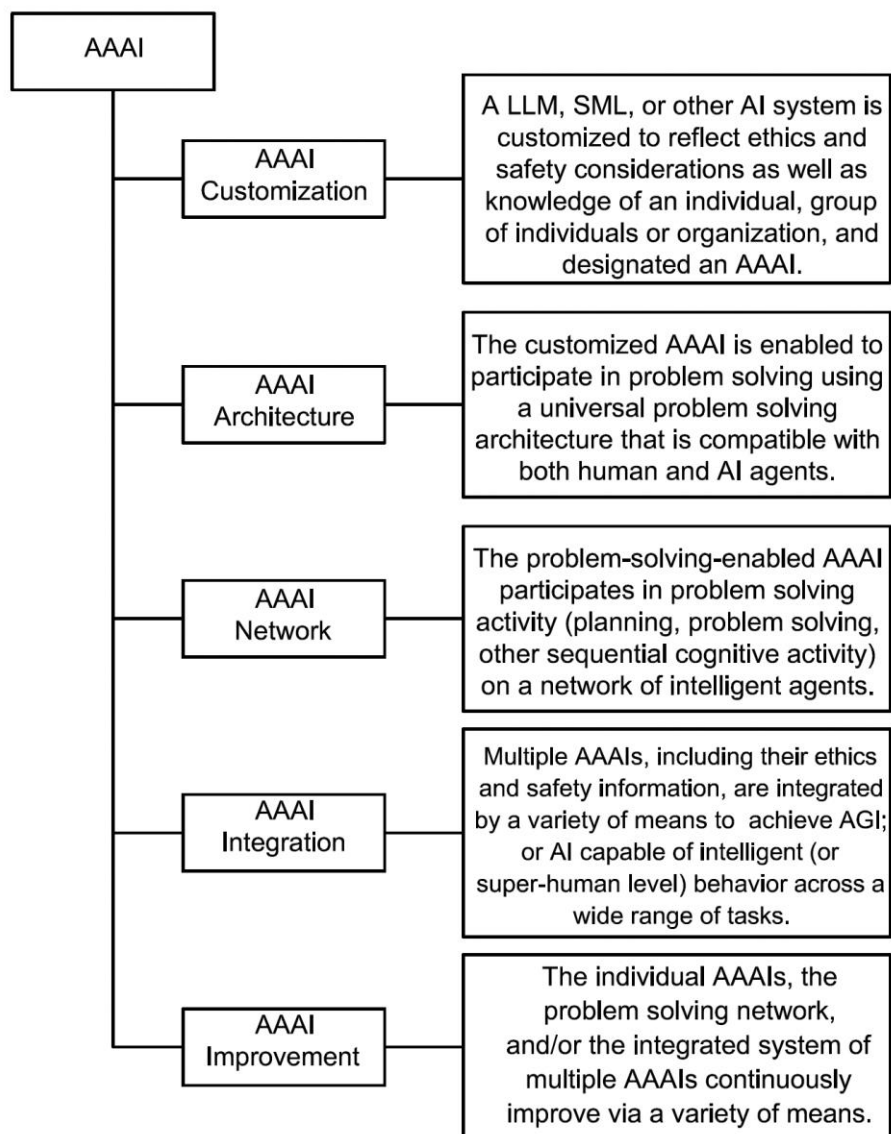 AAAI
AAAI
Customization
A LLM, SML, or other AI system is
customized to reflect ethics and
safety considerations as well as
knowledge of an individual, group
of individuals or organization, and
designated an AAAI.
AAAI
Architecture
The customized AAAI is enabled to
participate in problem solving using
a universal problem solving
architecture that is compatible with
both human and AI agents.
AAAI
Network
The problem-solving-enabled AAAI
participates in problem solving
activity (planning, problem solving,
other sequential cognitive activity)
on a network of intelligent agents.
AAAI
Integration
Multiple AAAIs, including their ethics
and safety information, are integrated
by a variety of means to achieve AGI;
or AI capable of intelligent (or
super-human level) behavior across a
wide range of tasks.
AAAI
Improvement
The individual AAAIs, the
problem solving network,
and/or the integrated system of
multiple AAAIs continuously
improve via a variety of means.